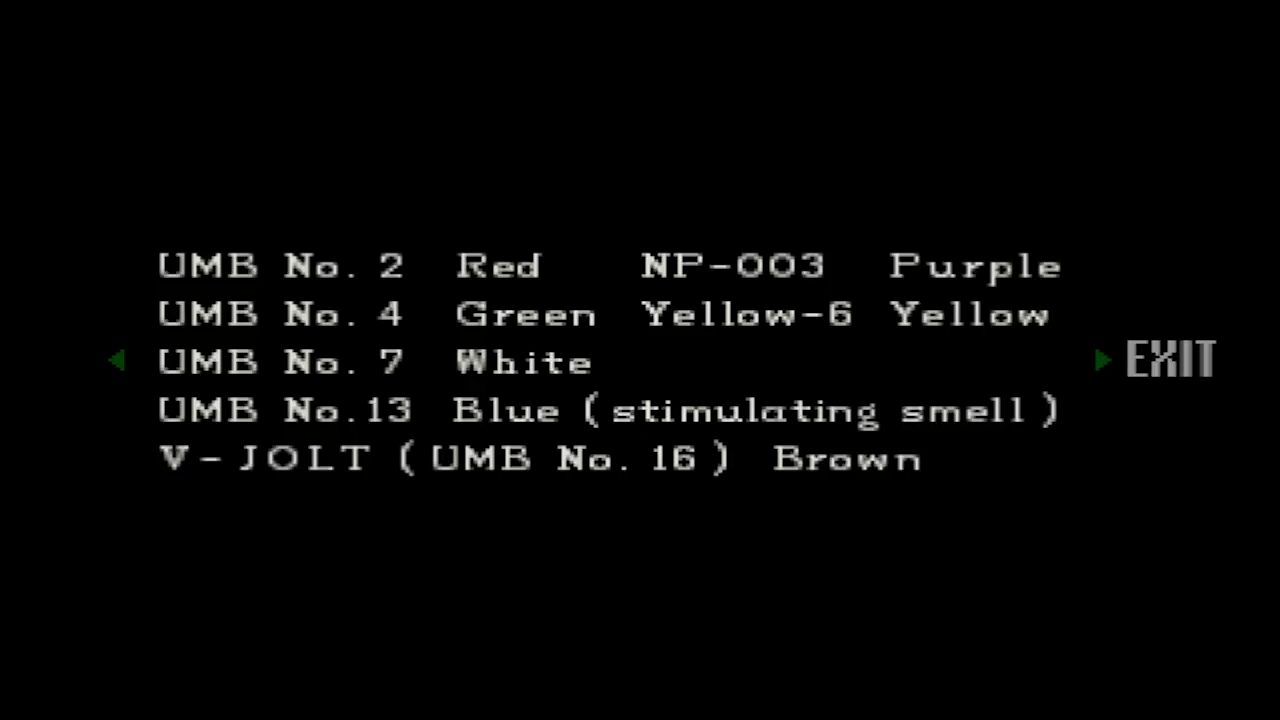 UMB No. 2 Red NP-003 Purple
UMB No. 4 Green Yellow-6 Yellow
UMB No. 7 White
EXIT
UMB No.13 Blue (stimulating smell)
V-JOLT (UMB No.16) Brown